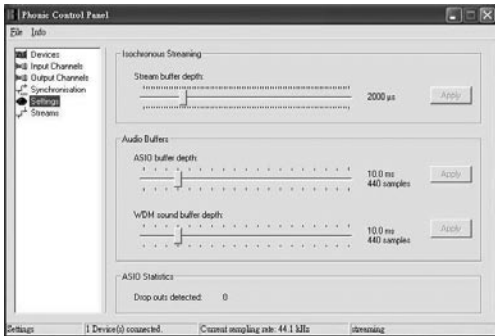 Phonic Control Panel
File Info
Devices
Input Channels
Output Channels
Synchronisation
Settings
Streams
Isochronous Streaming
Stream buffer depth:
2000 µs Apply
Audio Buffers
ASIO buffer depth:
10.0 ms Apply
440 samples
WDM sound buffer depth:
10.0 ms Apply
440 samples
ASIO Statistics
Drop outs detected: 0
Settings 1 Device(s) connected. Current sampling rate: 44.1 kHz streaming